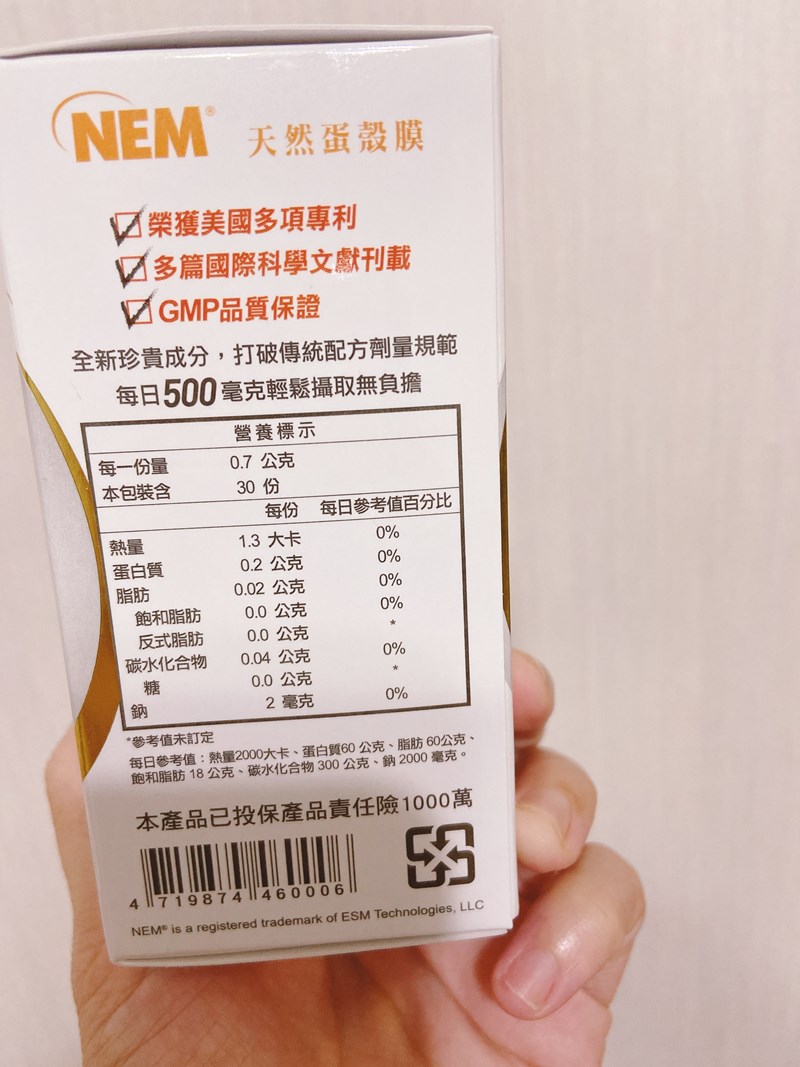 NEM® 天然蛋殼膜
榮獲美國多項專利
多篇國際科學文獻刊載
GMP品質保證
全新珍貴成分，打破傳統配方劑量規範
每日500毫克輕鬆攝取無負擔
營養標示
每一份量 0.7 公克
本包裝含 30 份
每份 每日參考值百分比
熱量 1.3 大卡 0%
蛋白質 0.2 公克 0%
脂肪 0.02 公克 0%
飽和脂肪 0.0 公克 0%
反式脂肪 0.0 公克 *
碳水化合物 0.04 公克 0%
糖 0.0 公克 *
鈉 2 毫克 0%
*參考值未訂定
每日參考值：熱量2000大卡、蛋白質60 公克、脂肪 60公克、
飽和脂肪 18 公克、碳水化合物 300 公克、鈉 2000 毫克。
本產品已投保產品責任險1000萬
4 719874 460006
NEM® is a registered trademark of ESM Technologies, LLC